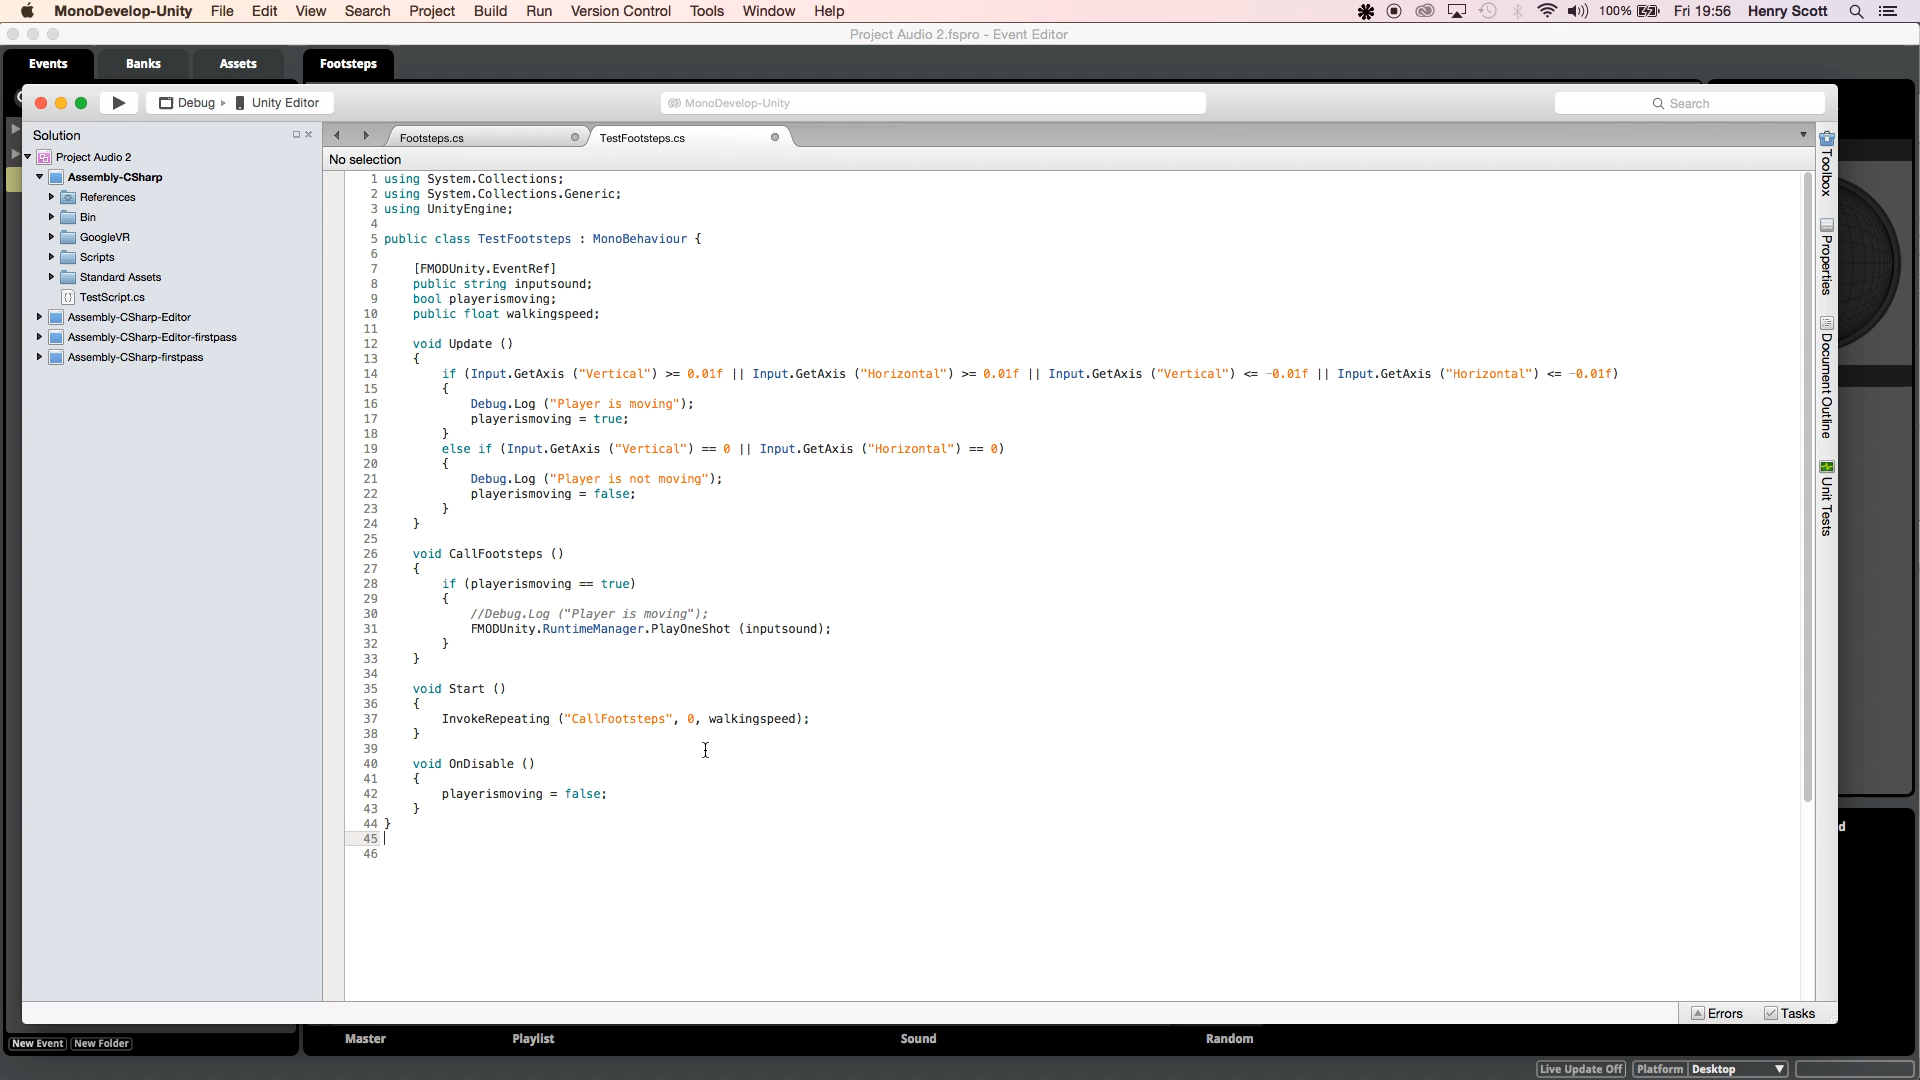 MonoDevelop-Unity File Edit View Search Project Build Run Version Control Tools Window Help 100% Fri 19:56 Henry Scott
Project Audio 2.fspro - Event Editor
Events Banks Assets Footsteps
Debug Unity Editor MonoDevelop-Unity Search
Solution
Footsteps.cs TestFootsteps.cs
No selection
Project Audio 2
Assembly-CSharp
References
Bin
GoogleVR
Scripts
Standard Assets
TestScript.cs
Assembly-CSharp-Editor
Assembly-CSharp-Editor-firstpass
Assembly-CSharp-firstpass
1 using System.Collections;
2 using System.Collections.Generic;
3 using UnityEngine;
4
5 public class TestFootsteps : MonoBehaviour {
6
7 [FMODUnity.EventRef]
8 public string inputsound;
9 bool playerismoving;
10 public float walkingspeed;
11
12 void Update ()
13 {
14 if (Input.GetAxis ("Vertical") >= 0.01f || Input.GetAxis ("Horizontal") >= 0.01f || Input.GetAxis ("Vertical") <= -0.01f || Input.GetAxis ("Horizontal") <= -0.01f)
15 {
16 Debug.Log ("Player is moving");
17 playerismoving = true;
18 }
19 else if (Input.GetAxis ("Vertical") == 0 || Input.GetAxis ("Horizontal") == 0)
20 {
21 Debug.Log ("Player is not moving");
22 playerismoving = false;
23 }
24 }
25
26 void CallFootsteps ()
27 {
28 if (playerismoving == true)
29 {
30 //Debug.Log ("Player is moving");
31 FMODUnity.RuntimeManager.PlayOneShot (inputsound);
32 }
33 }
34
35 void Start ()
36 {
37 InvokeRepeating ("CallFootsteps", 0, walkingspeed);
38 }
39
40 void OnDisable ()
41 {
42 playerismoving = false;
43 }
44 }
45
46
Toolbox
Properties
Document Outline
Unit Tests
d
Errors Tasks
Master Playlist Sound Random
New Event New Folder
Live Update Off Platform Desktop